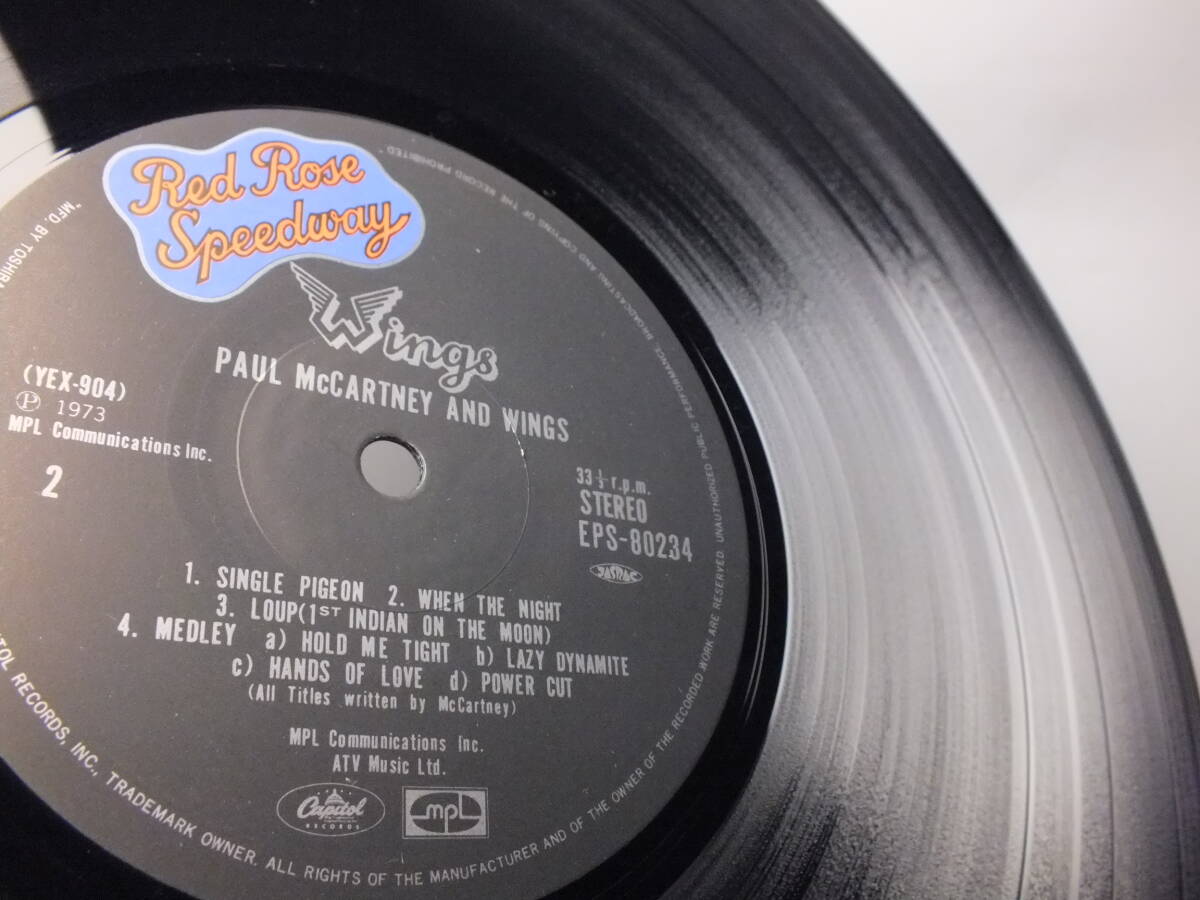 Red Rose
Speedway
Wings
PAUL McCARTNEY AND WINGS
(YEX-904)
Ⓟ 1973
MPL Communications Inc.
2
33 1/3 r.p.m.
STEREO
EPS-80234
JASRAC
1. SINGLE PIGEON 2. WHEN THE NIGHT
3. LOUP(1ST INDIAN ON THE MOON)
4. MEDLEY a) HOLD ME TIGHT b) LAZY DYNAMITE
c) HANDS OF LOVE d) POWER CUT
(All Titles written by McCartney)
MPL Communications Inc.
ATV Music Ltd.
Capitol
RECORDS
mpl
"MFD. BY TOSHIBA
RECORDS, INC., TRADEMARK OWNER. ALL RIGHTS OF THE MANUFACTURER AND OF THE OWNER OF THE RECORDED WORK ARE RESERVED. UNAUTHORIZED PUBLIC PERFORMANCE, BROADCASTING AND COPYING OF THE RECORD PROHIBITED"